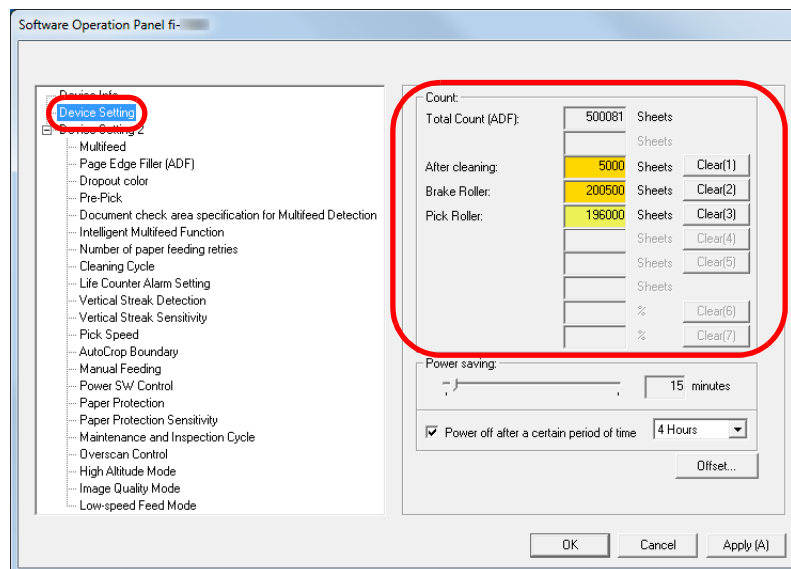 Software Operation Panel fi-
Device Info
Device Setting
Device Setting 2
Multifeed
Page Edge Filler (ADF)
Dropout color
Pre-Pick
Document check area specification for Multifeed Detection
Intelligent Multifeed Function
Number of paper feeding retries
Cleaning Cycle
Life Counter Alarm Setting
Vertical Streak Detection
Vertical Streak Sensitivity
Pick Speed
AutoCrop Boundary
Manual Feeding
Power SW Control
Paper Protection
Paper Protection Sensitivity
Maintenance and Inspection Cycle
Overscan Control
High Altitude Mode
Image Quality Mode
Low-speed Feed Mode
Count:
Total Count (ADF): 500081 Sheets
Sheets
After cleaning: 5000 Sheets Clear(1)
Brake Roller: 200500 Sheets Clear(2)
Pick Roller: 196000 Sheets Clear(3)
Sheets Clear(4)
Sheets Clear(5)
Sheets
% Clear(6)
% Clear(7)
Power saving:
15 minutes
Power off after a certain period of time 4 Hours
Offset...
OK Cancel Apply (A)